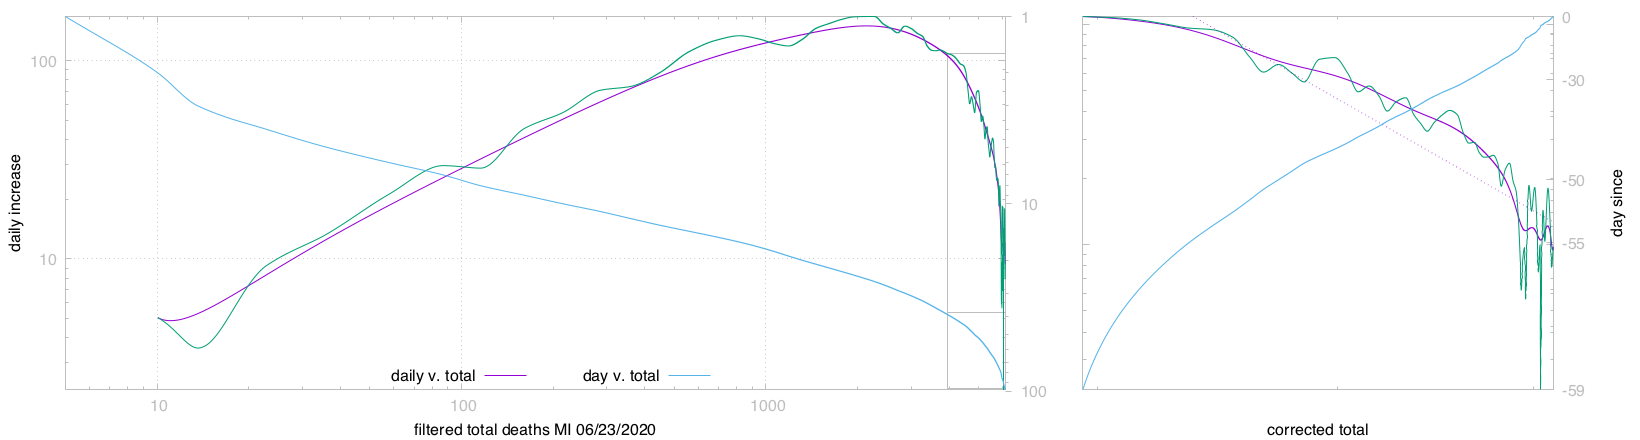 1
100
10
10
100
daily increase
daily v. total
day v. total
10
100
1000
filtered total deaths MI 06/23/2020
0
-30
-50
-55
-59
day since
corrected total